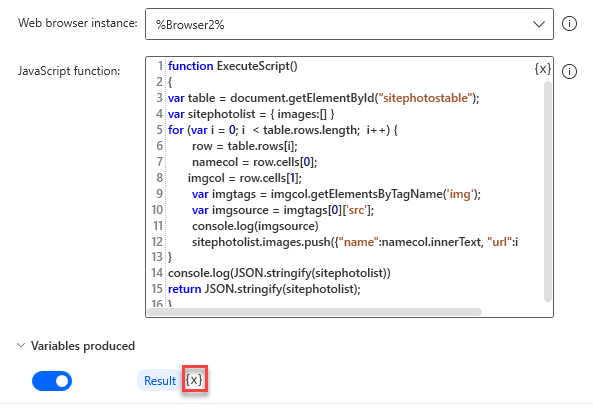 Web browser instance: %Browser2%
JavaScript function: {x}
1 function ExecuteScript()
2 {
3 var table = document.getElementById("sitephotostable");
4 var sitephotolist = { images:[] }
5 for (var i = 0; i < table.rows.length; i++) {
6 row = table.rows[i];
7 namecol = row.cells[0];
8 imgcol = row.cells[1];
9 var imgtags = imgcol.getElementsByTagName('img');
10 var imgsource = imgtags[0]['src'];
11 console.log(imgsource)
12 sitephotolist.images.push({"name":namecol.innerText, "url":i
13 }
14 console.log(JSON.stringify(sitephotolist))
15 return JSON.stringify(sitephotolist);
16 }
Variables produced
Result {x}